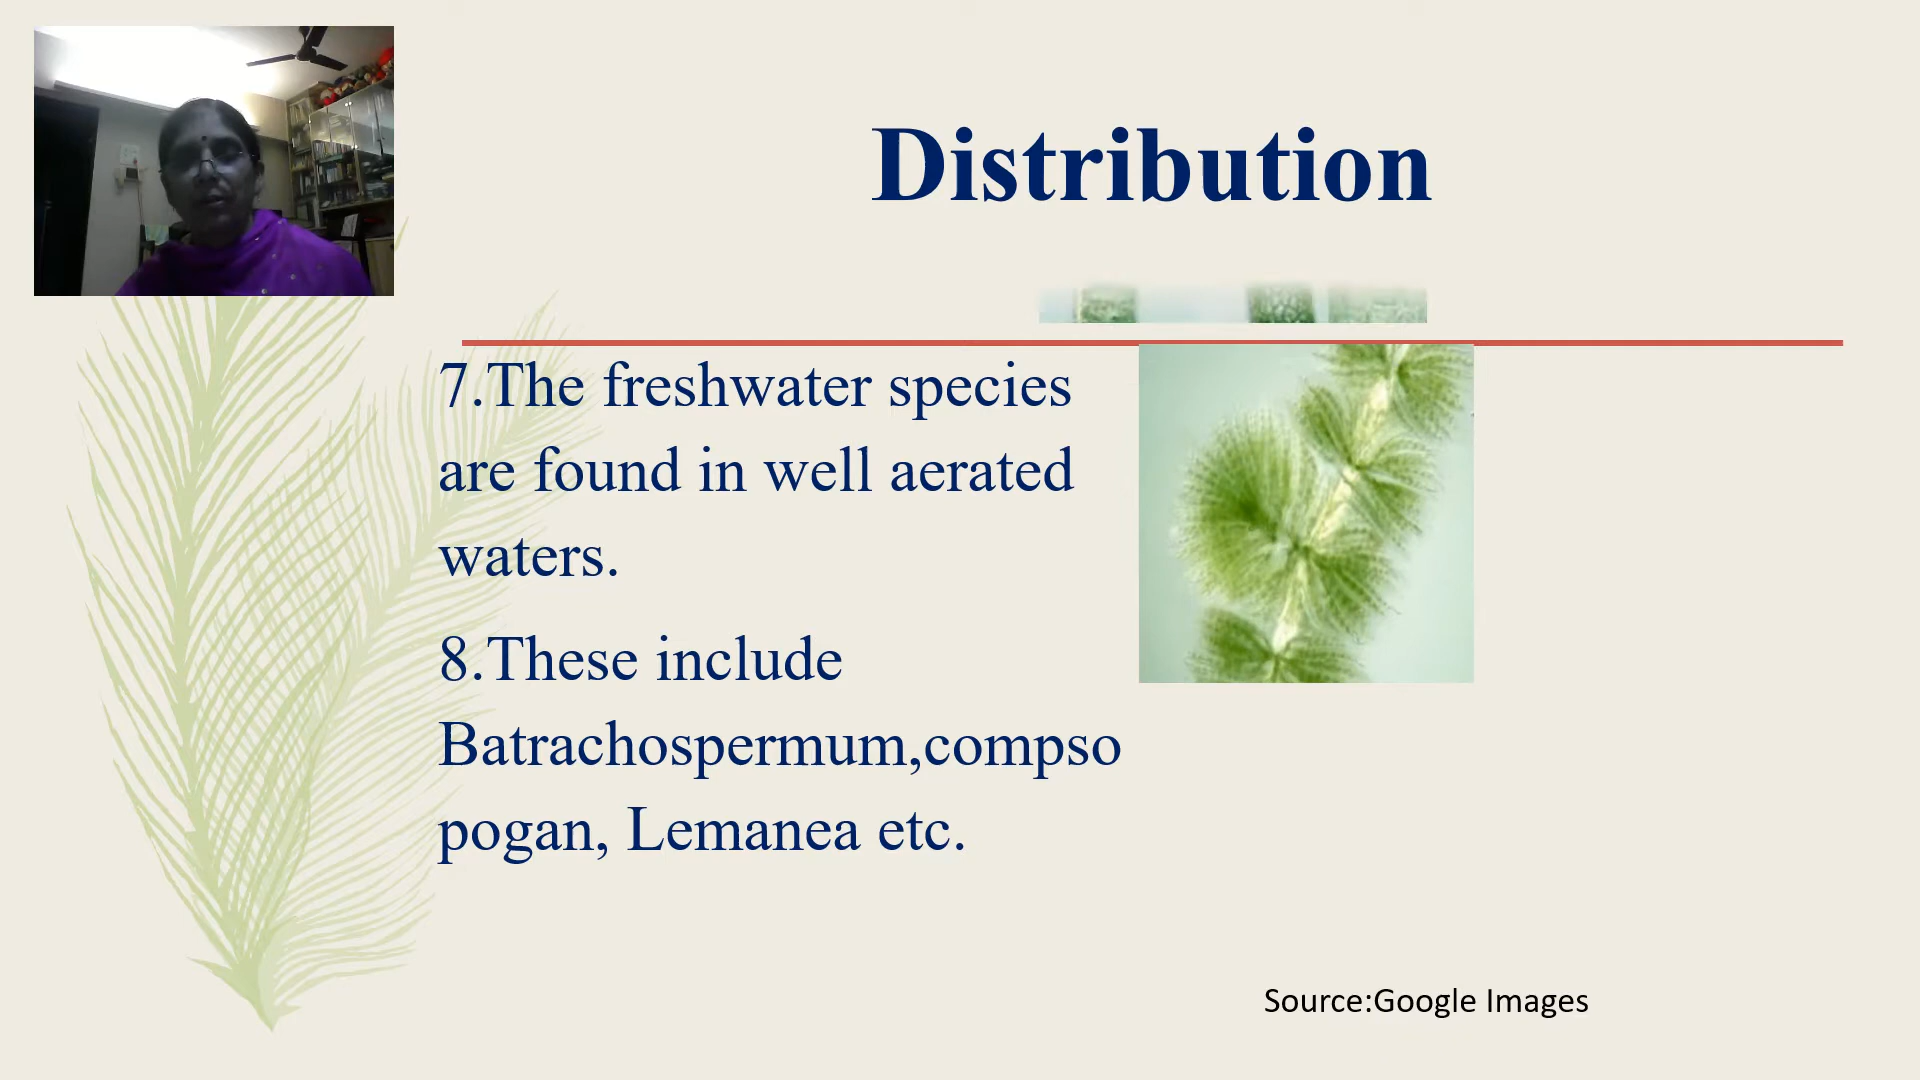 Distribution
7.The freshwater species
are found in well aerated
waters.
8.These include
Batrachospermum,compso
pogan, Lemanea etc.
Source:Google Images